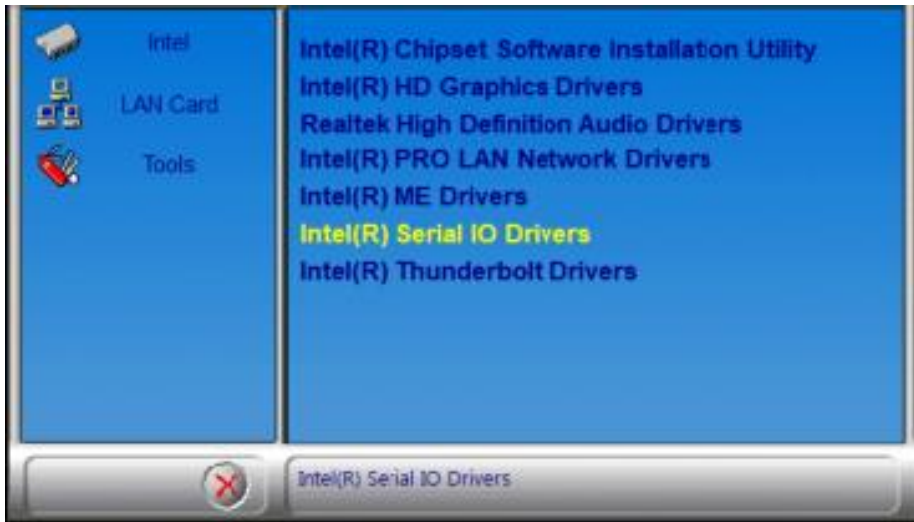 Intel
LAN Card
Tools
Intel(R) Chipset Software Installation Utility
Intel(R) HD Graphics Drivers
Realtek High Definition Audio Drivers
Intel(R) PRO LAN Network Drivers
Intel(R) ME Drivers
Intel(R) Serial IO Drivers
Intel(R) Thunderbolt Drivers
Intel(R) Serial IO Drivers